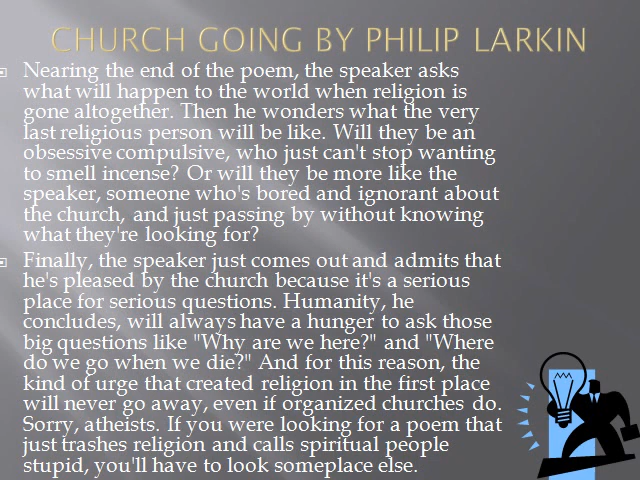 CHURCH GOING BY PHILIP LARKIN
Nearing the end of the poem, the speaker asks
what will happen to the world when religion is
gone altogether. Then he wonders what the very
last religious person will be like. Will they be an
obsessive compulsive, who just can't stop wanting
to smell incense? Or will they be more like the
speaker, someone who's bored and ignorant about
the church, and just passing by without knowing
what they're looking for?
Finally, the speaker just comes out and admits that
he's pleased by the church because it's a serious
place for serious questions. Humanity, he
concludes, will always have a hunger to ask those
big questions like "Why are we here?" and "Where
do we go when we die?" And for this reason, the
kind of urge that created religion in the first place
will never go away, even if organized churches do.
Sorry, atheists. If you were looking for a poem that
just trashes religion and calls spiritual people
stupid, you'll have to look someplace else.